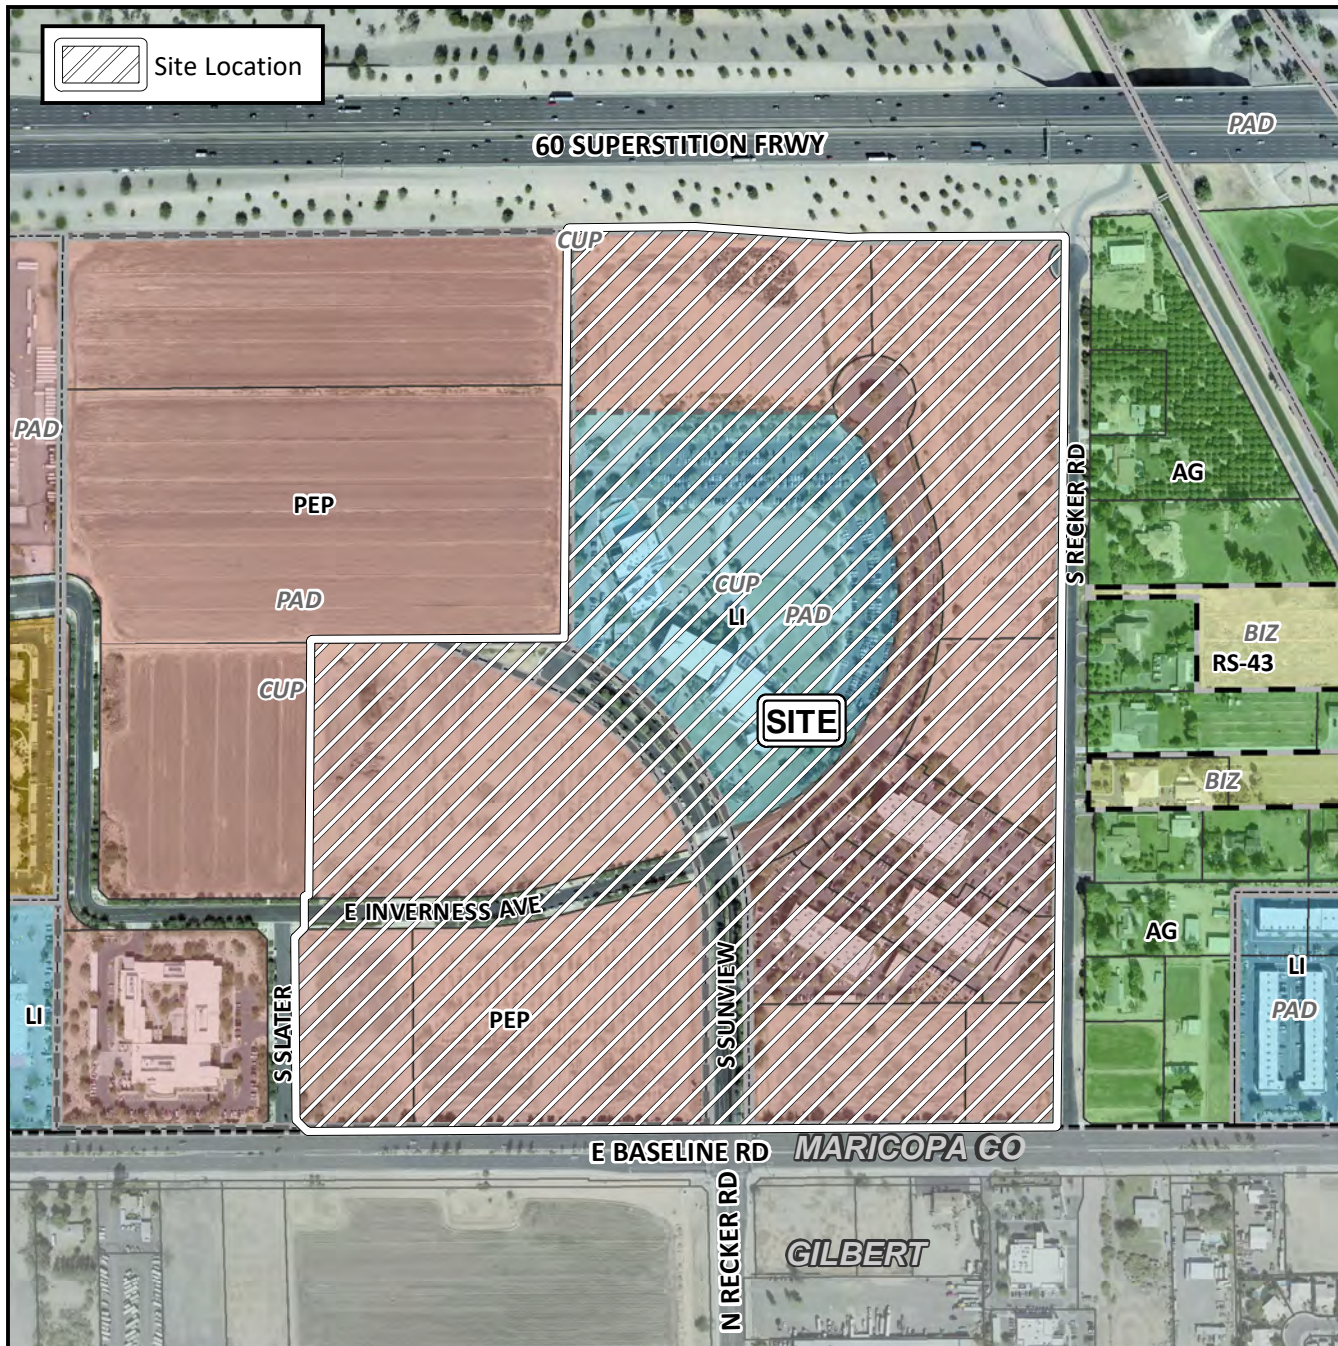 Site Location
PAD
60 SUPERSTITION FRWY
CUP
PAD
PEP
PAD
CUP
LI
PAD
S RECKER RD
AG
BIZ
RS-43
CUP
SITE
BIZ
E INVERNESS AVE
AG
LI
PAD
LI
S SLATER
PEP
S SUNVIEW
E BASELINE RD
MARICOPA CO
N RECKER RD
GILBERT